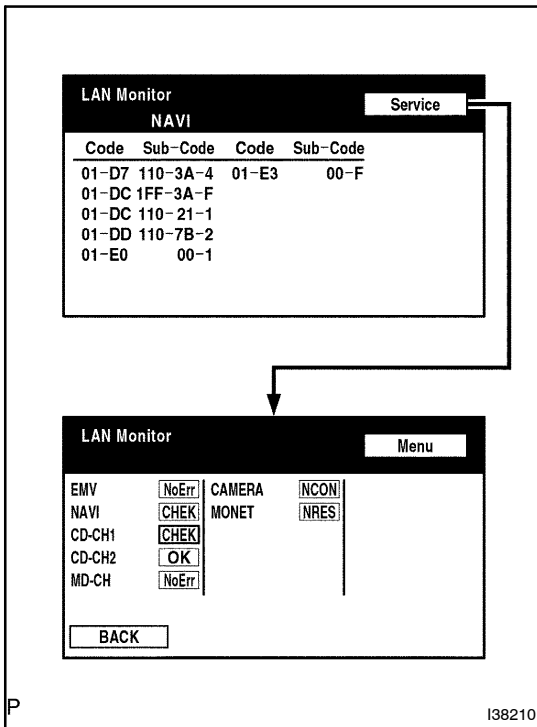 LAN Monitor
Service
NAVI
Code Sub-Code Code Sub-Code
01-D7 110-3A-4 01-E3 00-F
01-DC 1FF-3A-F
01-DC 110-21-1
01-DD 110-7B-2
01-E0 00-1
LAN Monitor
Menu
EMV NoErr CAMERA NCON
NAVI CHEK MONET NRES
CD-CH1 CHEK
CD-CH2 OK
MD-CH NoErr
BACK
P
I38210